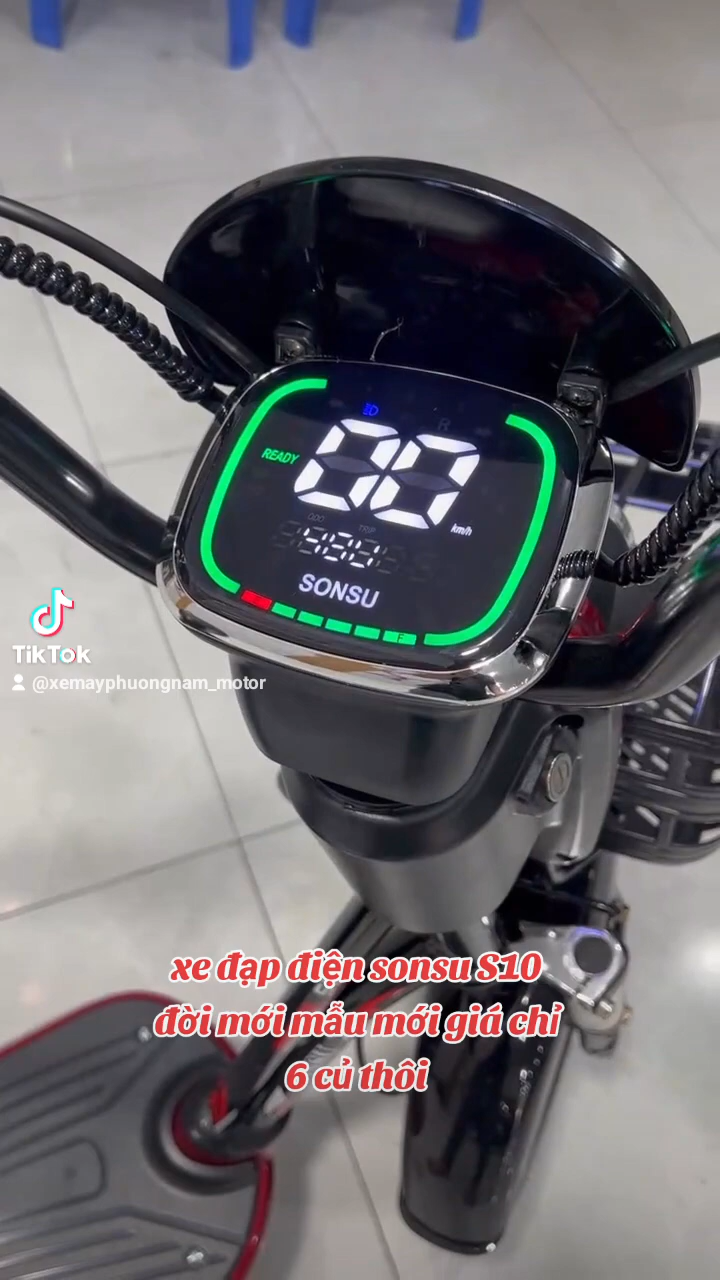 R
00
READY
km/h
ODO TRIP
SONSU
F
TikTok
@xemayphuongnam_motor
xe đạp điện sonsu S10
đời mới mẫu mới giá chỉ
6 củ thôi